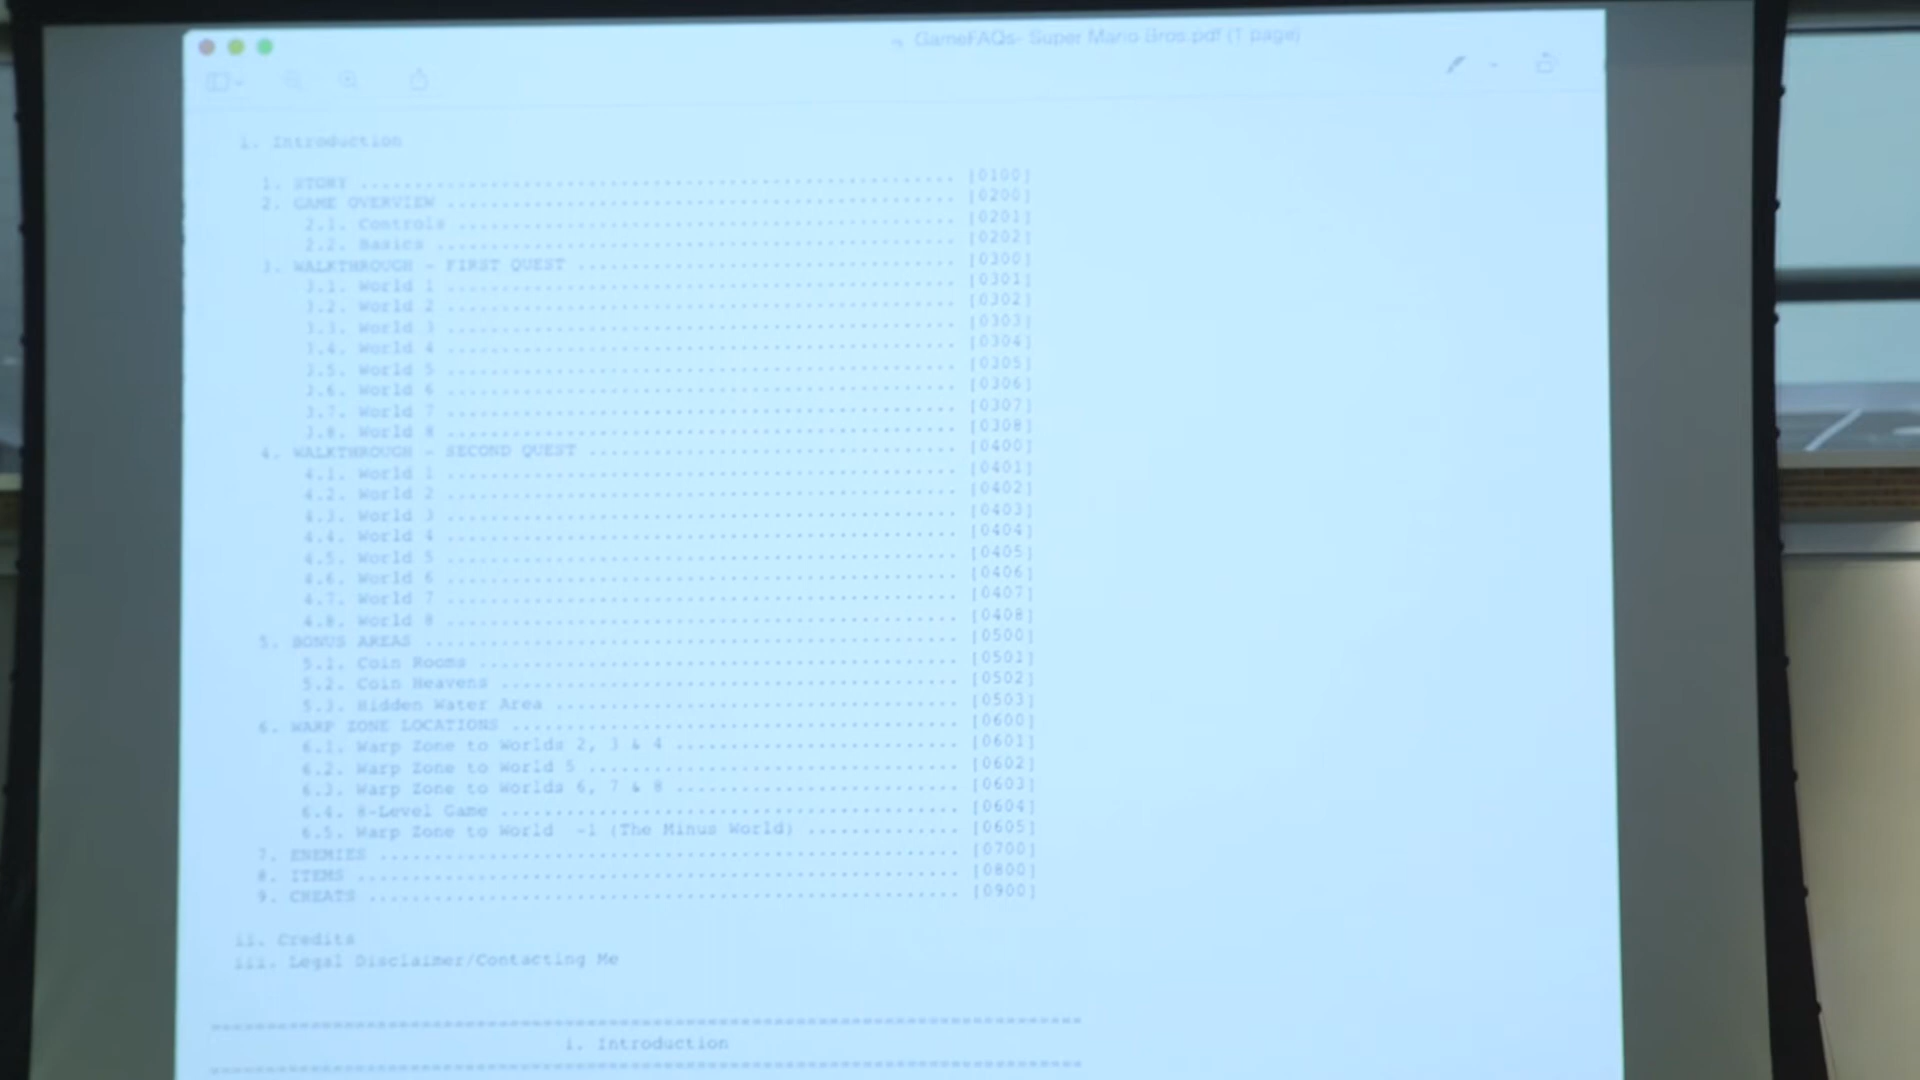 GameFAQs- Super Mario Bros.pdf (1 page)
i. Introduction
1. STORY ....................................................... [0100]
2. GAME OVERVIEW ............................................... [0200]
2.1. Controls .............................................. [0201]
2.2. Basics ................................................ [0202]
3. WALKTHROUGH - FIRST QUEST ................................... [0300]
3.1. World 1 ............................................... [0301]
3.2. World 2 ............................................... [0302]
3.3. World 3 ............................................... [0303]
3.4. World 4 ............................................... [0304]
3.5. World 5 ............................................... [0305]
3.6. World 6 ............................................... [0306]
3.7. World 7 ............................................... [0307]
3.8. World 8 ............................................... [0308]
4. WALKTHROUGH - SECOND QUEST .................................. [0400]
4.1. World 1 ............................................... [0401]
4.2. World 2 ............................................... [0402]
4.3. World 3 ............................................... [0403]
4.4. World 4 ............................................... [0404]
4.5. World 5 ............................................... [0405]
4.6. World 6 ............................................... [0406]
4.7. World 7 ............................................... [0407]
4.8. World 8 ............................................... [0408]
5. BONUS AREAS ................................................. [0500]
5.1. Coin Rooms ............................................ [0501]
5.2. Coin Heavens .......................................... [0502]
5.3. Hidden Water Area ..................................... [0503]
6. WARP ZONE LOCATIONS ......................................... [0600]
6.1. Warp Zone to Worlds 2, 3 & 4 .......................... [0601]
6.2. Warp Zone to World 5 .................................. [0602]
6.3. Warp Zone to Worlds 6, 7 & 8 .......................... [0603]
6.4. 8-Level Game .......................................... [0604]
6.5. Warp Zone to World -1 (The Minus World) .............. [0605]
7. ENEMIES ..................................................... [0700]
8. ITEMS ....................................................... [0800]
9. CHEATS ...................................................... [0900]
ii. Credits
iii. Legal Disclaimer/Contacting Me
i. Introduction